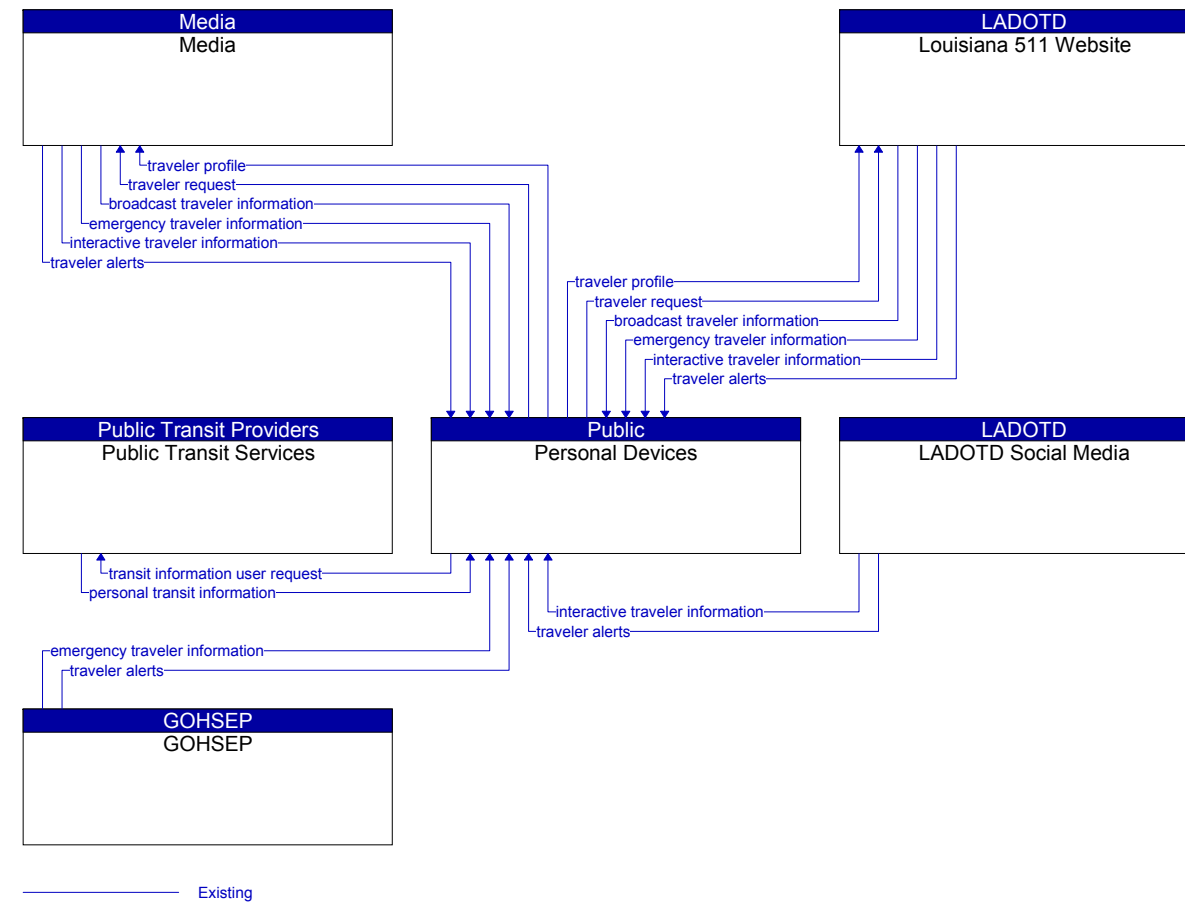 Media
Media
LADOTD
Louisiana 511 Website
traveler profile
traveler request
broadcast traveler information
emergency traveler information
interactive traveler information
traveler alerts
traveler profile
traveler request
broadcast traveler information
emergency traveler information
interactive traveler information
traveler alerts
Public Transit Providers
Public Transit Services
Public
Personal Devices
LADOTD
LADOTD Social Media
transit information user request
personal transit information
interactive traveler information
traveler alerts
emergency traveler information
traveler alerts
GOHSEP
GOHSEP
Existing